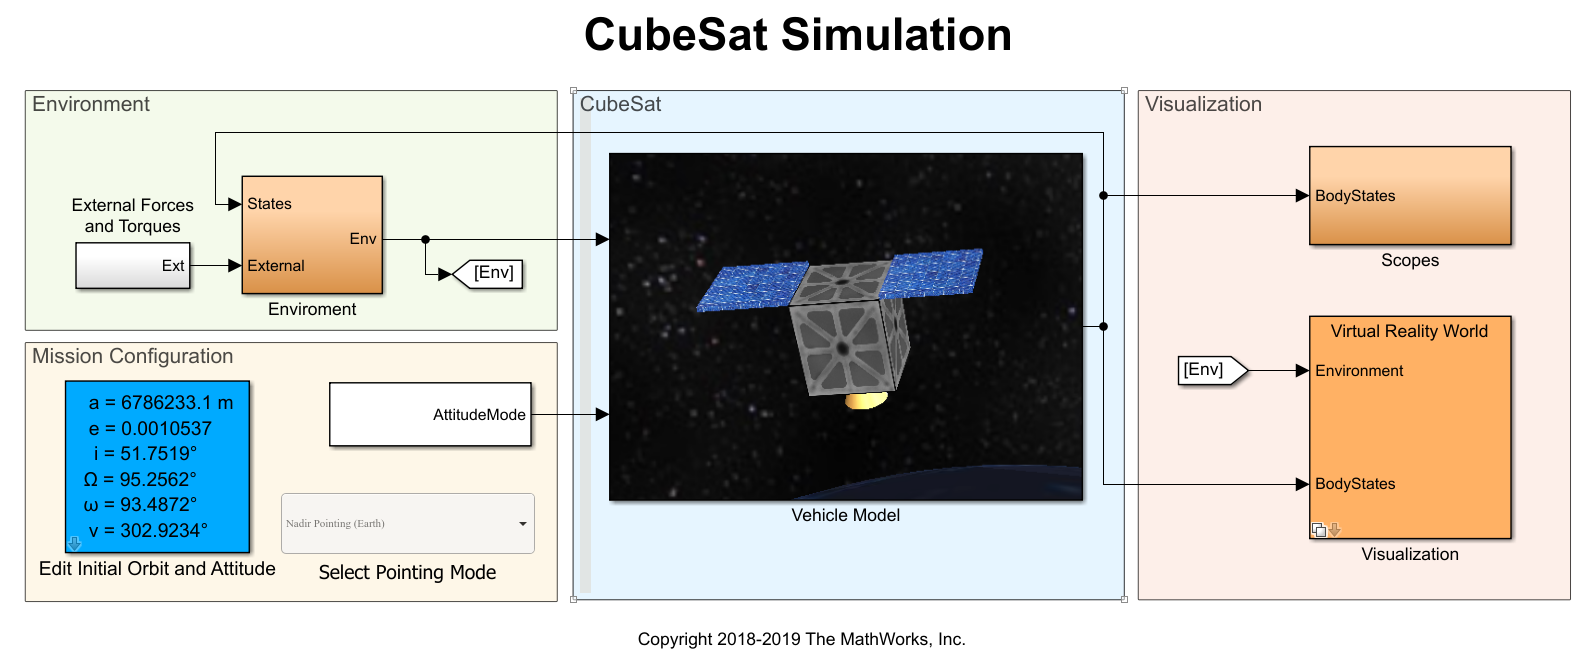 CubeSat Simulation
Environment
External Forces
and Torques
Ext
States
Env
External
Enviroment
[Env]
Mission Configuration
a = 6786233.1 m
e = 0.0010537
i = 51.7519°
Ω = 95.2562°
ω = 93.4872°
v = 302.9234°
Edit Initial Orbit and Attitude
AttitudeMode
Nadir Pointing (Earth)
Select Pointing Mode
CubeSat
Vehicle Model
Visualization
BodyStates
Scopes
Virtual Reality World
[Env]
Environment
BodyStates
Visualization
Copyright 2018-2019 The MathWorks, Inc.